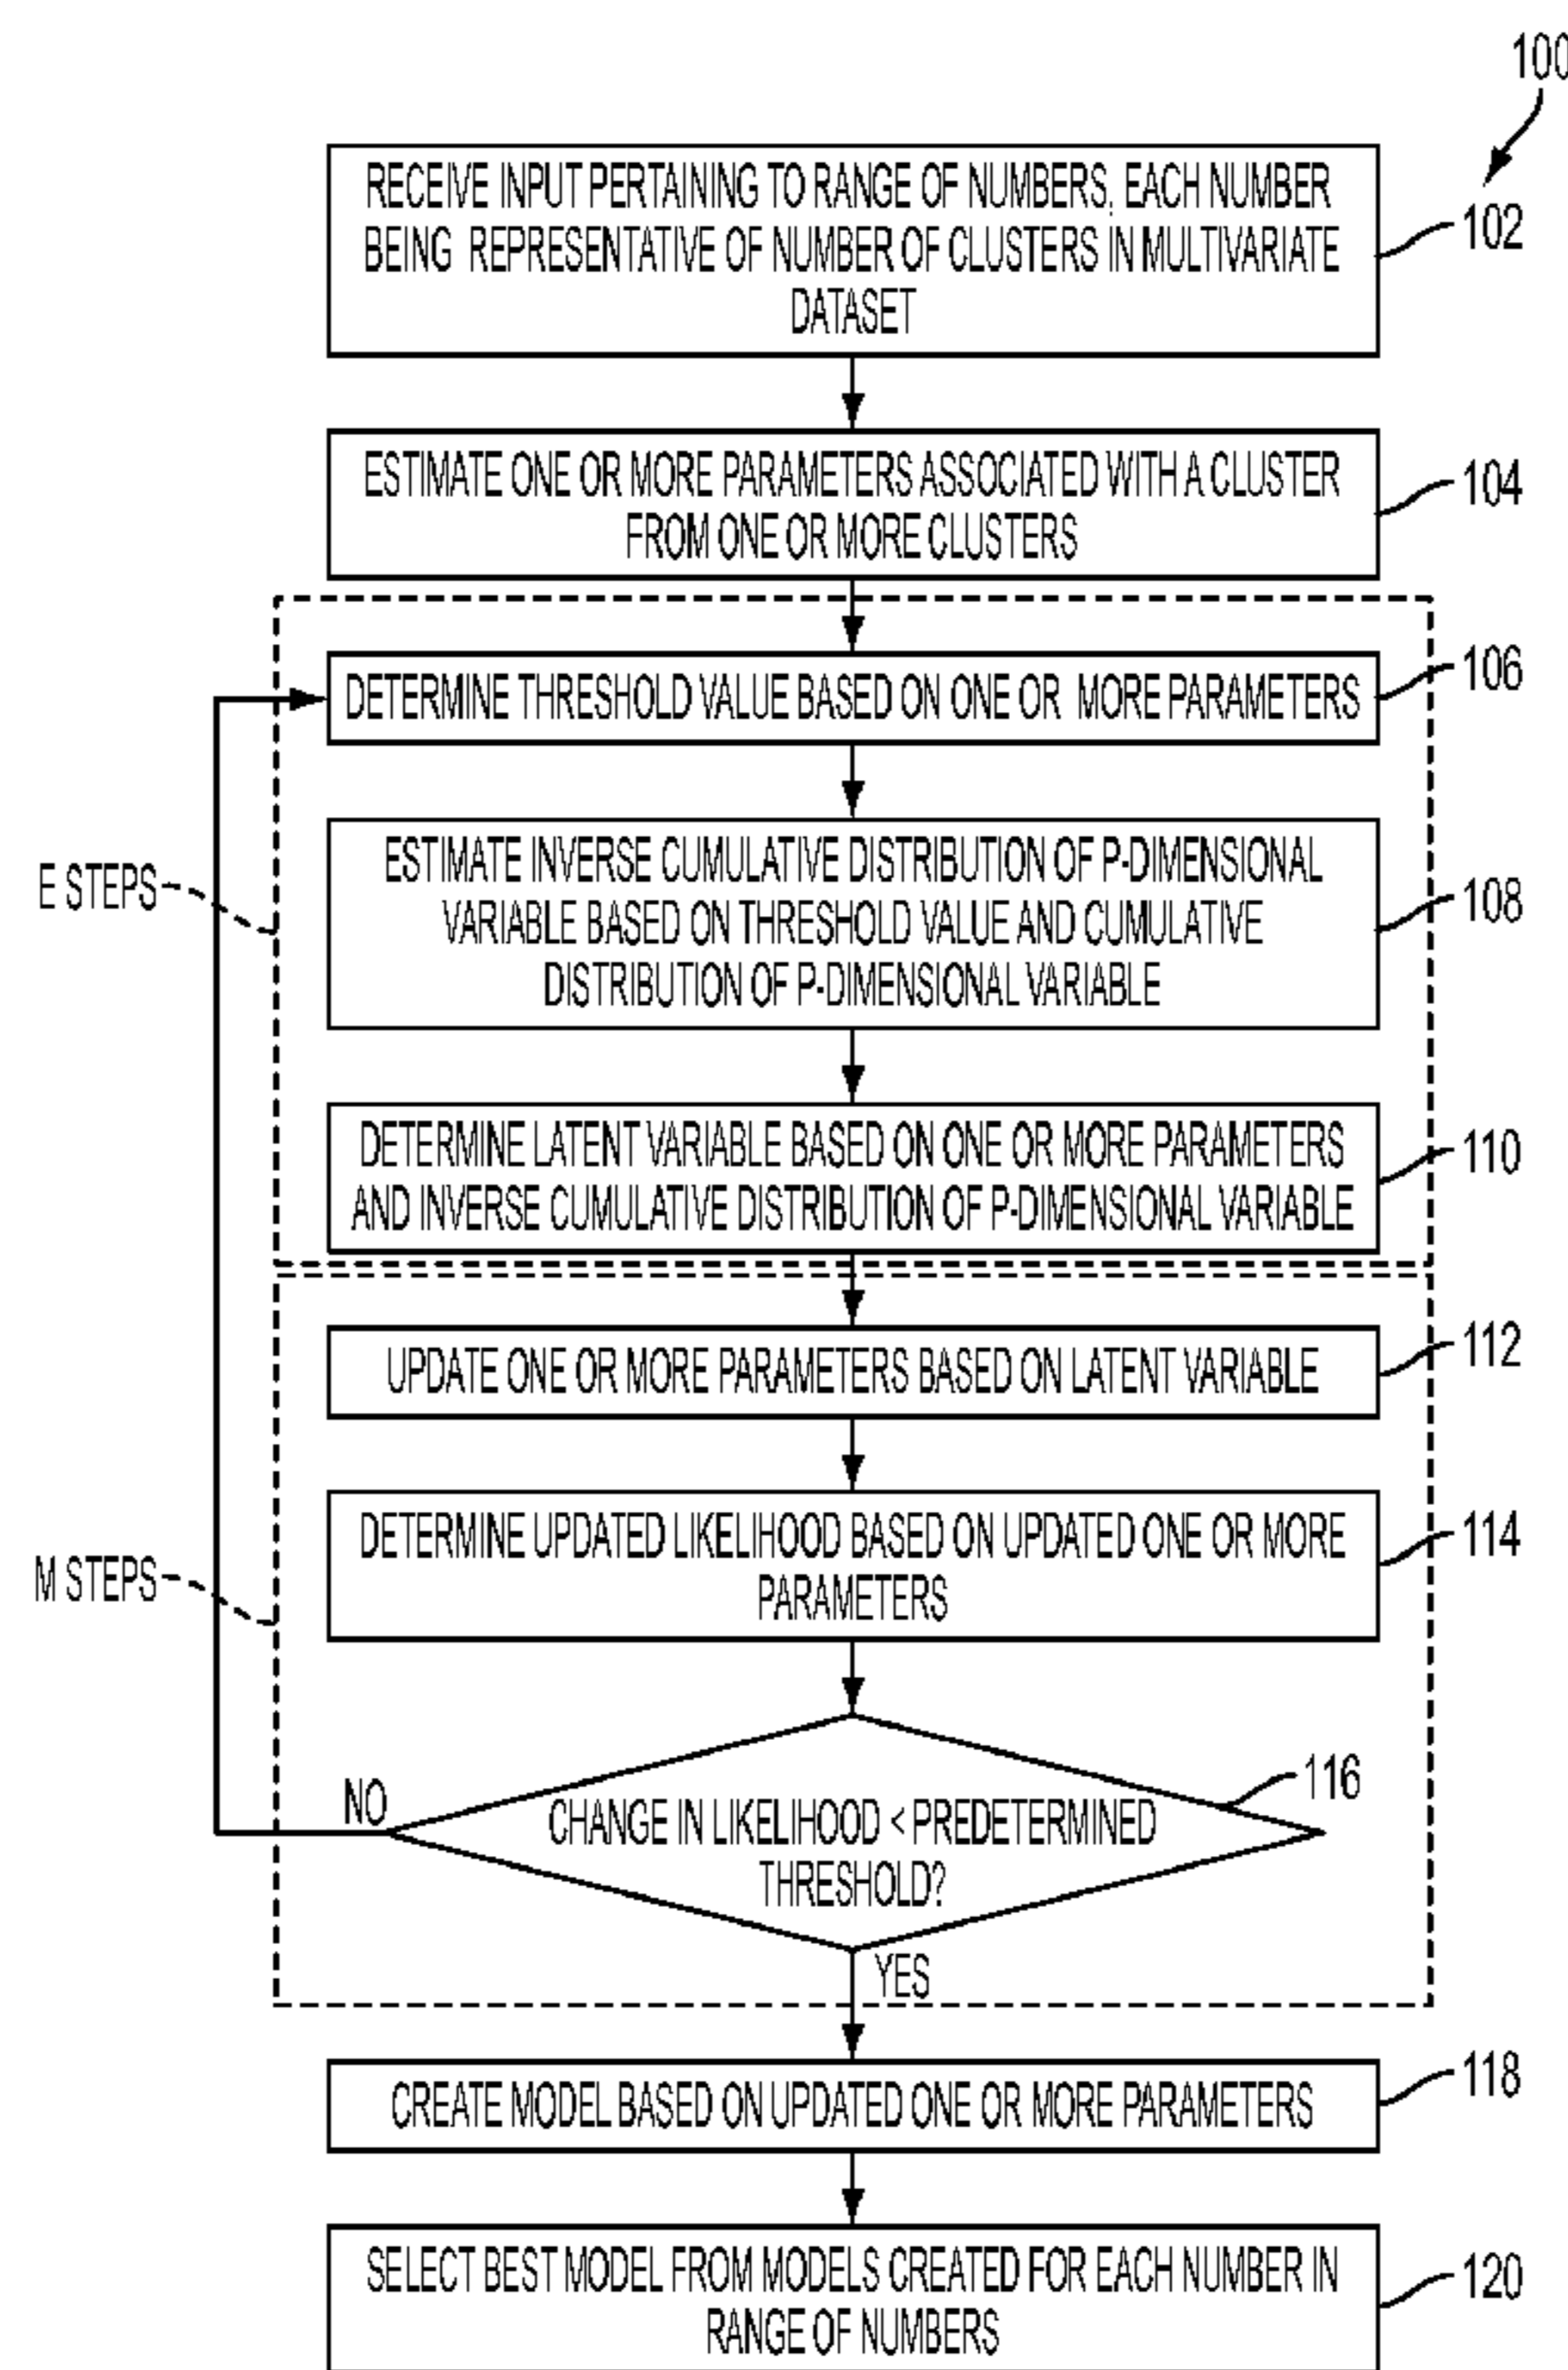 100
RECEIVE INPUT PERTAINING TO RANGE OF NUMBERS, EACH NUMBER
BEING REPRESENTATIVE OF NUMBER OF CLUSTERS IN MULTIVARIATE
DATASET
102
ESTIMATE ONE OR MORE PARAMETERS ASSOCIATED WITH A CLUSTER
FROM ONE OR MORE CLUSTERS
104
DETERMINE THRESHOLD VALUE BASED ON ONE OR MORE PARAMETERS
106
E STEPS
ESTIMATE INVERSE CUMULATIVE DISTRIBUTION OF P-DIMENSIONAL
VARIABLE BASED ON THRESHOLD VALUE AND CUMULATIVE
DISTRIBUTION OF P-DIMENSIONAL VARIABLE
108
DETERMINE LATENT VARIABLE BASED ON ONE OR MORE PARAMETERS
AND INVERSE CUMULATIVE DISTRIBUTION OF P-DIMENSIONAL VARIABLE
110
UPDATE ONE OR MORE PARAMETERS BASED ON LATENT VARIABLE
112
M STEPS
DETERMINE UPDATED LIKELIHOOD BASED ON UPDATED ONE OR MORE
PARAMETERS
114
NO
CHANGE IN LIKELIHOOD < PREDETERMINED
THRESHOLD?
116
YES
CREATE MODEL BASED ON UPDATED ONE OR MORE PARAMETERS
118
SELECT BEST MODEL FROM MODELS CREATED FOR EACH NUMBER IN
RANGE OF NUMBERS
120